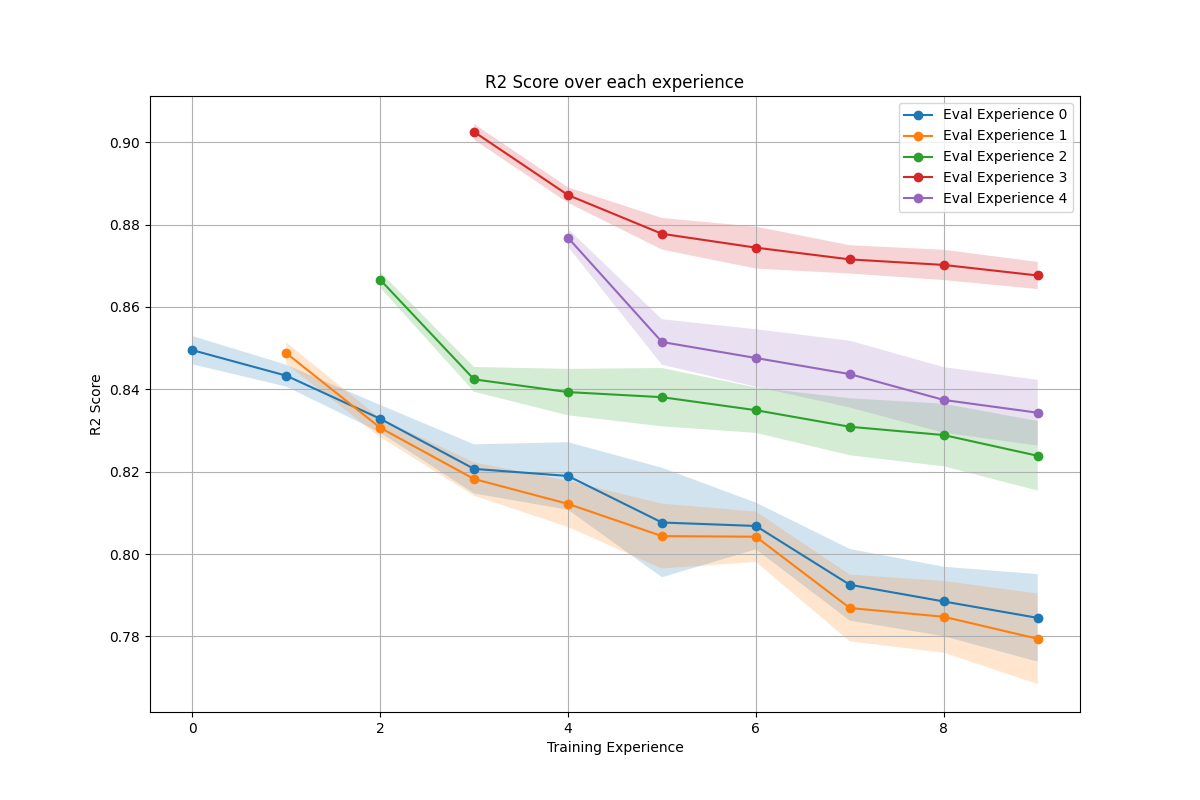 R2 Score over each experience
Eval Experience 0
Eval Experience 1
Eval Experience 2
Eval Experience 3
Eval Experience 4
R2 Score
0.90
0.88
0.86
0.84
0.82
0.80
0.78
0 2 4 6 8
Training Experience